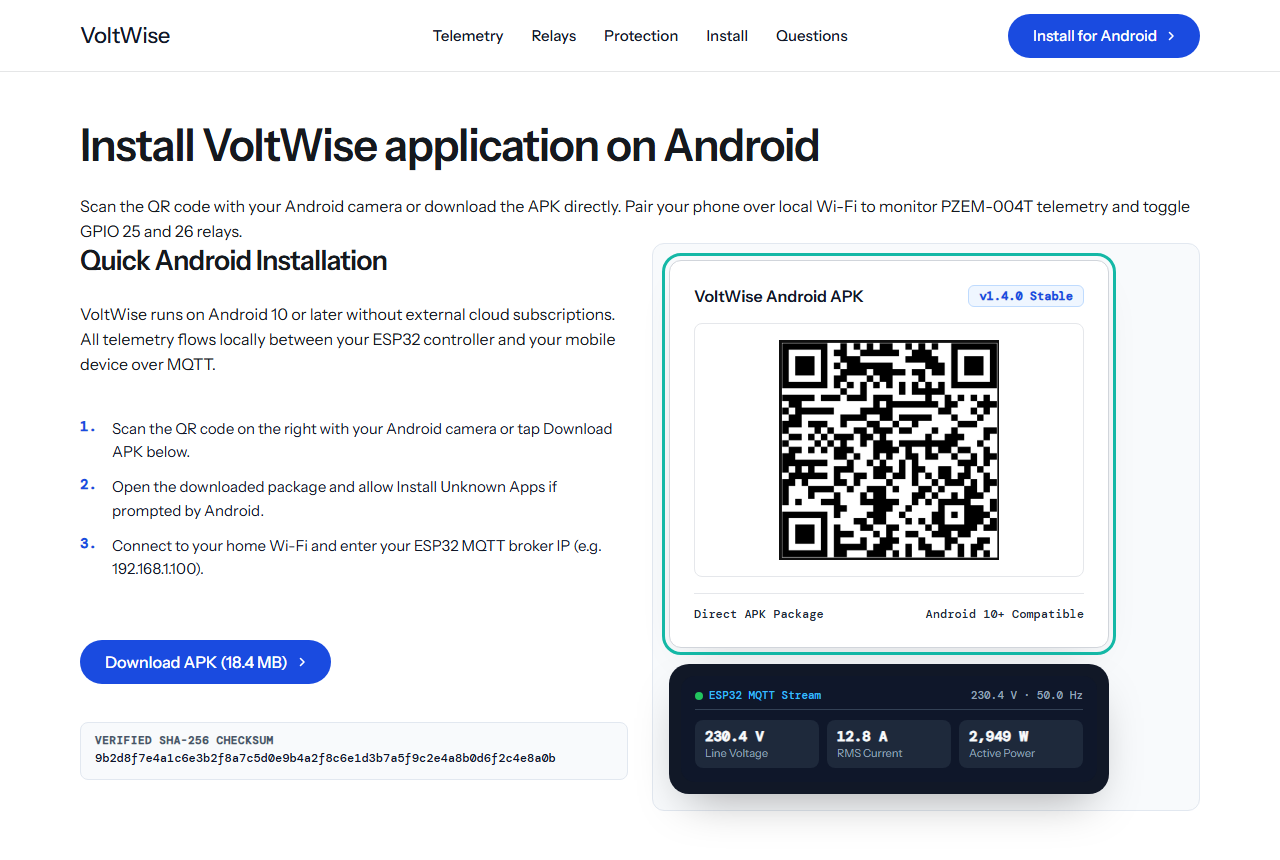 VoltWise
Telemetry
Relays
Protection
Install
Questions
Install for Android
Install VoltWise application on Android
Scan the QR code with your Android camera or download the APK directly. Pair your phone over local Wi-Fi to monitor PZEM-004T telemetry and toggle
GPIO 25 and 26 relays.
Quick Android Installation
VoltWise runs on Android 10 or later without external cloud subscriptions.
All telemetry flows locally between your ESP32 controller and your mobile
device over MQTT.
1. Scan the QR code on the right with your Android camera or tap Download
APK below.
2. Open the downloaded package and allow Install Unknown Apps if
prompted by Android.
3. Connect to your home Wi-Fi and enter your ESP32 MQTT broker IP (e.g.
192.168.1.100).
Download APK (18.4 MB)
VERIFIED SHA-256 CHECKSUM
9b2d8f7e4a1c6e3b2f8a7c5d0e9b4a2f8c6e1d3b7a5f9c2e4a8b0d6f2c4e8a0b
VoltWise Android APK
v1.4.0 Stable
Direct APK Package
Android 10+ Compatible
ESP32 MQTT Stream
230.4 V · 50.0 Hz
230.4 V
Line Voltage
12.8 A
RMS Current
2,949 W
Active Power